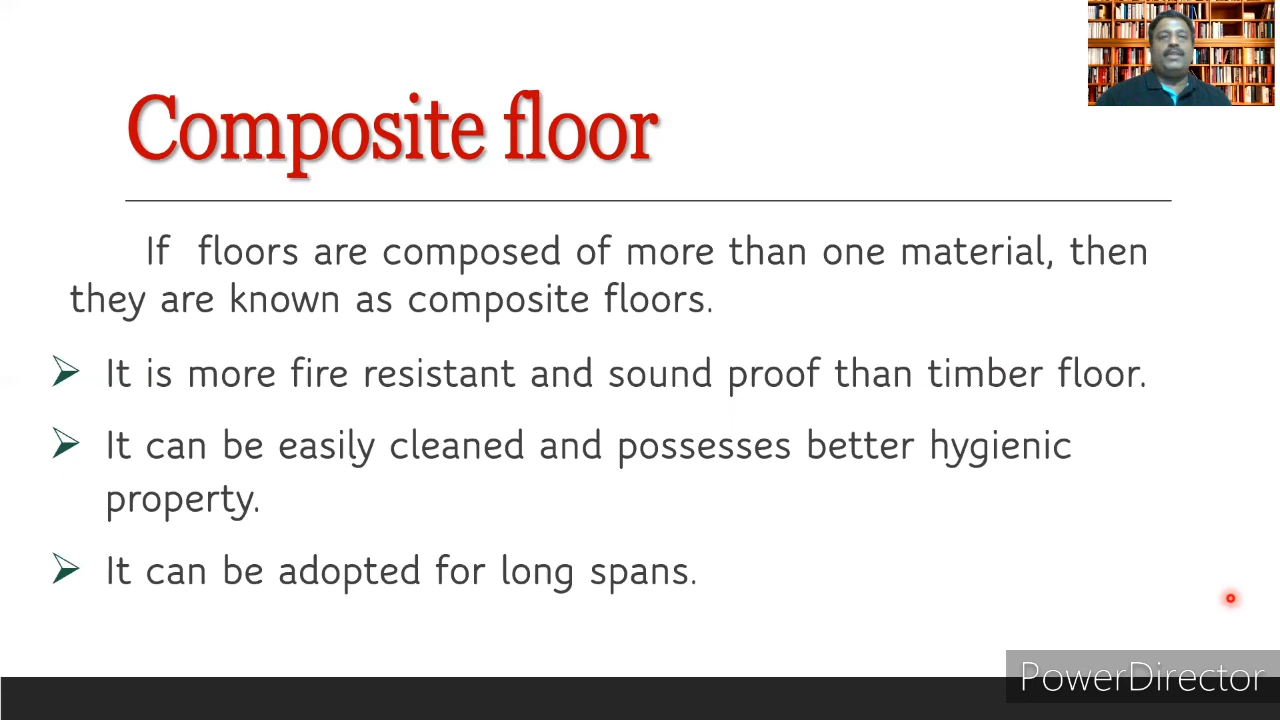 Composite floor
If floors are composed of more than one material, then
they are known as composite floors.
It is more fire resistant and sound proof than timber floor.
It can be easily cleaned and possesses better hygienic
property.
It can be adopted for long spans.
PowerDirector